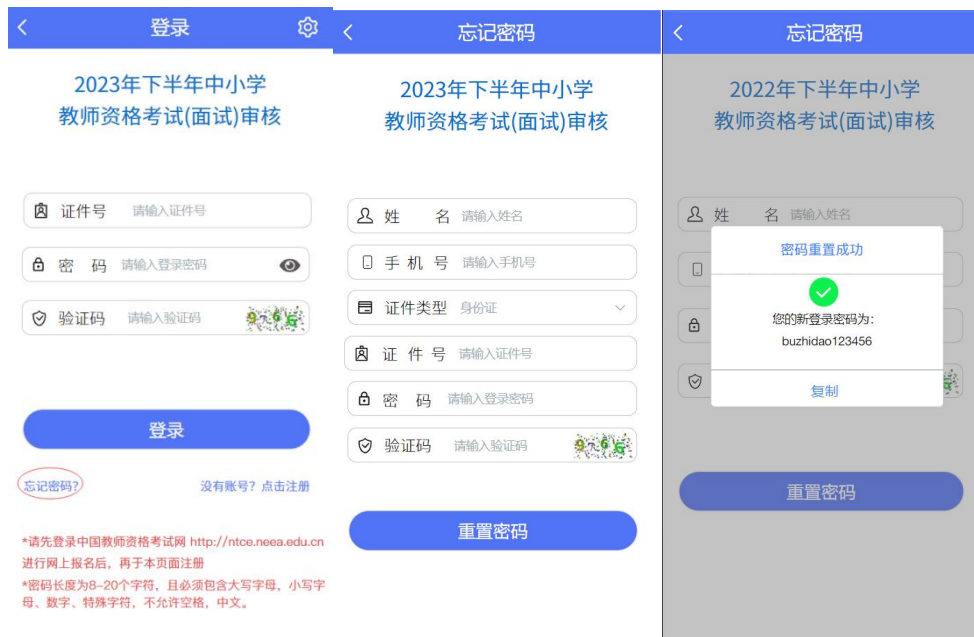 登录
2023年下半年中小学
教师资格考试(面试)审核
证件号 请输入证件号
密 码 请输入登录密码
验证码 请输入验证码
登录
忘记密码?
没有账号？点击注册
*请先登录中国教师资格考试网 http://ntce.neea.edu.cn
进行网上报名后，再于本页面注册
*密码长度为8-20个字符，且必须包含大写字母，小写字
母、数字、特殊字符，不允许空格，中文。
忘记密码
2023年下半年中小学
教师资格考试(面试)审核
姓 名 请输入姓名
手 机 号 请输入手机号
证件类型 身份证
证 件 号 请输入证件号
密 码 请输入登录密码
验证码 请输入验证码
重置密码
忘记密码
2022年下半年中小学
教师资格考试(面试)审核
姓 名 请输入姓名
密码重置成功
您的新登录密码为:
buzhidao123456
复制
重置密码